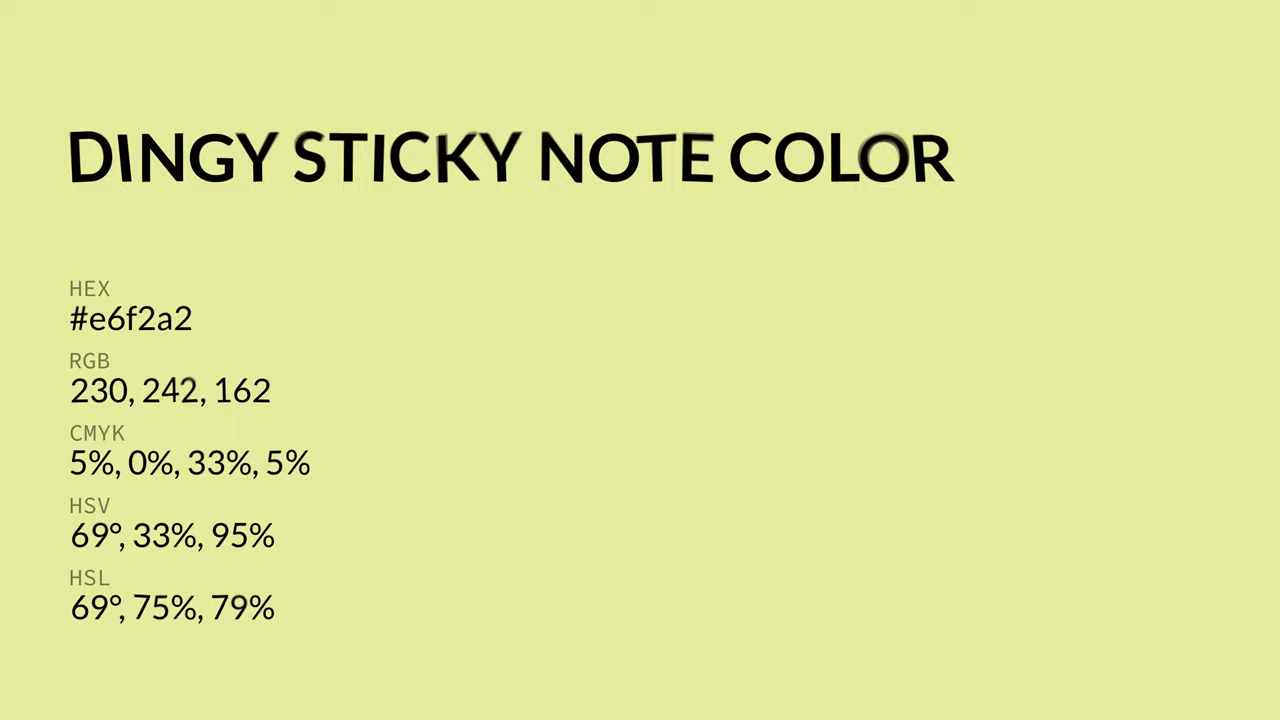 DINGY STICKY NOTE COLOR
HEX
#e6f2a2
RGB
230, 242, 162
CMYK
5%, 0%, 33%, 5%
HSV
69°, 33%, 95%
HSL
69°, 75%, 79%